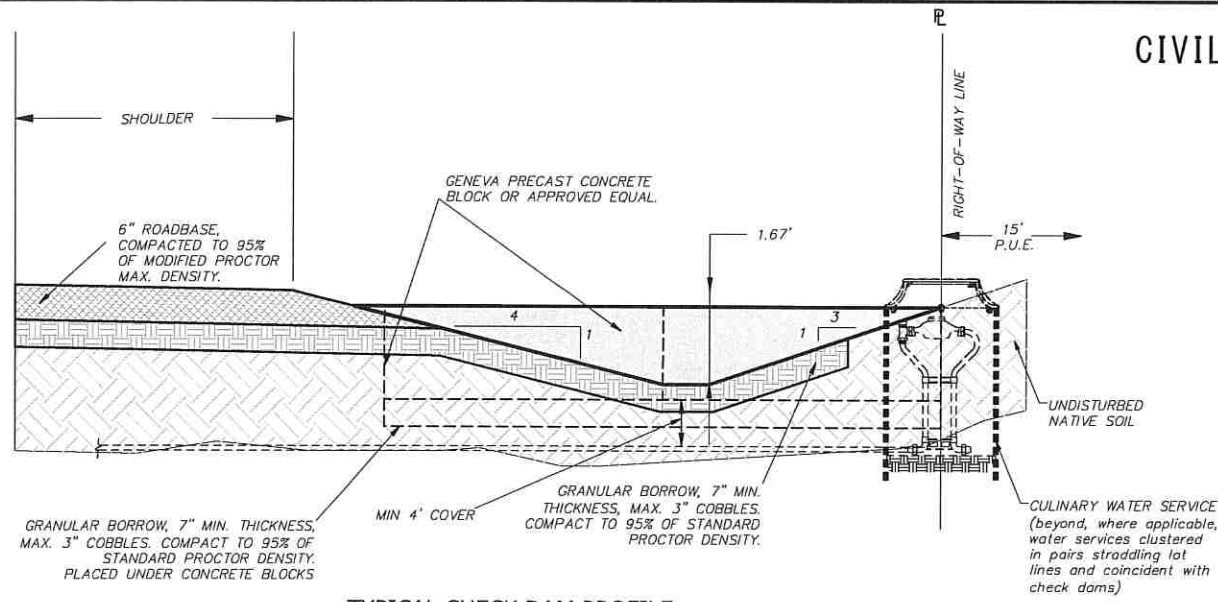 PL
CIVIL
RIGHT-OF-WAY LINE
SHOULDER
GENEVA PRECAST CONCRETE
BLOCK OR APPROVED EQUAL.
1.67'
15'
P.U.E.
6" ROADBASE,
COMPACTED TO 95%
OF MODIFIED PROCTOR
MAX. DENSITY.
4
1
3
1
UNDISTURBED
NATIVE SOIL
MIN 4' COVER
GRANULAR BORROW, 7" MIN.
THICKNESS, MAX. 3" COBBLES.
COMPACT TO 95% OF STANDARD
PROCTOR DENSITY.
GRANULAR BORROW, 7" MIN. THICKNESS,
MAX. 3" COBBLES. COMPACT TO 95% OF
STANDARD PROCTOR DENSITY.
PLACED UNDER CONCRETE BLOCKS
CULINARY WATER SERVICE
(beyond, where applicable,
water services clustered
in pairs straddling lot
lines and coincident with
check dams)
TYPICAL CHECK DAM PROFILE